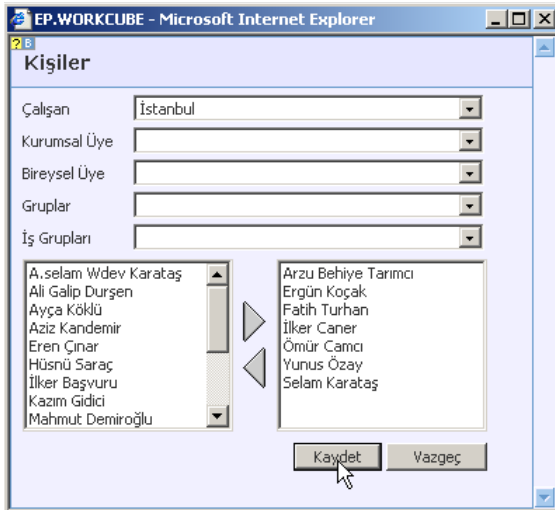 EP.WORKCUBE - Microsoft Internet Explorer
? B
Kişiler
Çalışan İstanbul
Kurumsal Üye
Bireysel Üye
Gruplar
İş Grupları
A.selam Wdev Karataş
Ali Galip Durşen
Ayça Köklü
Aziz Kandemir
Eren Çınar
Hüsnü Saraç
İlker Başvuru
Kazım Gidici
Mahmut Demiroğlu
Arzu Behiye Tarımcı
Ergün Koçak
Fatih Turhan
İlker Caner
Ömür Camcı
Yunus Özay
Selam Karataş
Kaydet Vazgeç